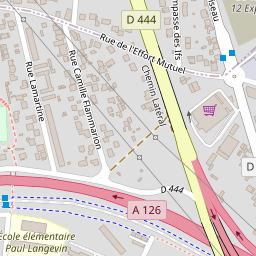 D 444
Impasse des Ifs
12 Exp
Rue de l'Effort Mutuel
Chemin Latéral
Rue Camille Flammarion
Rue Lamartine
D
D 444
A 126
École élémentaire
Paul Langevin